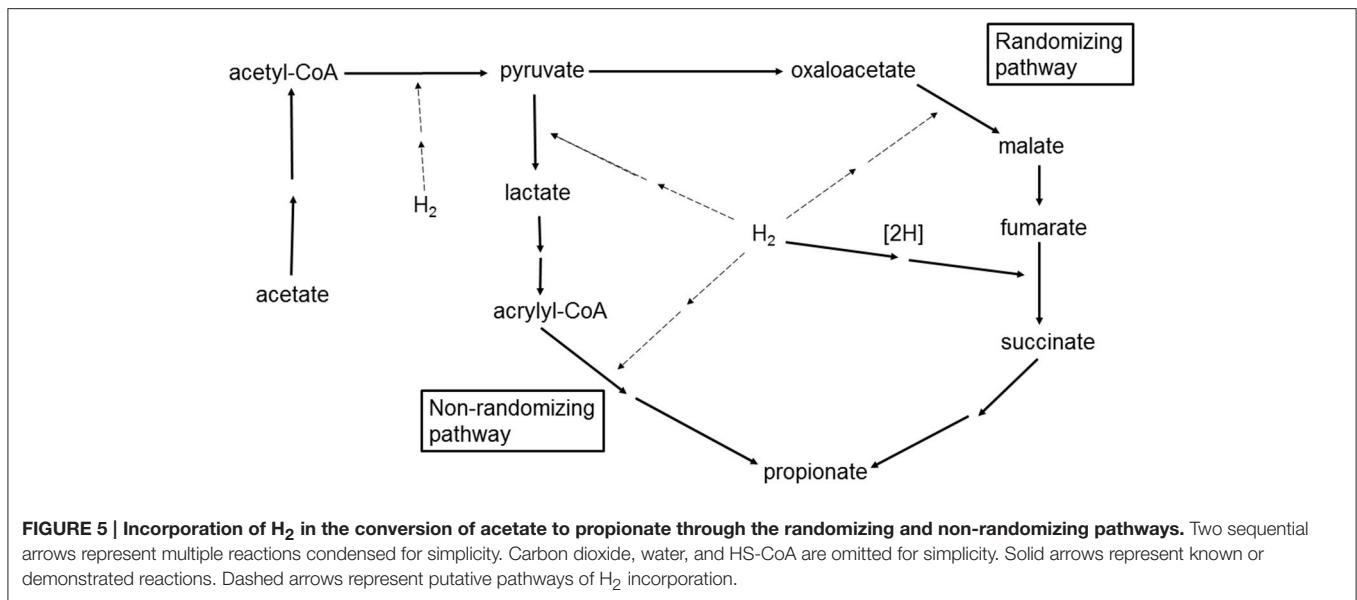 Randomizing
pathway
acetyl-CoA
pyruvate
oxaloacetate
malate
lactate
H₂
H₂
[2H]
fumarate
acetate
acrylyl-CoA
succinate
Non-randomizing
pathway
propionate
FIGURE 5 | Incorporation of H₂ in the conversion of acetate to propionate through the randomizing and non-randomizing pathways. Two sequential
arrows represent multiple reactions condensed for simplicity. Carbon dioxide, water, and HS-CoA are omitted for simplicity. Solid arrows represent known or
demonstrated reactions. Dashed arrows represent putative pathways of H₂ incorporation.